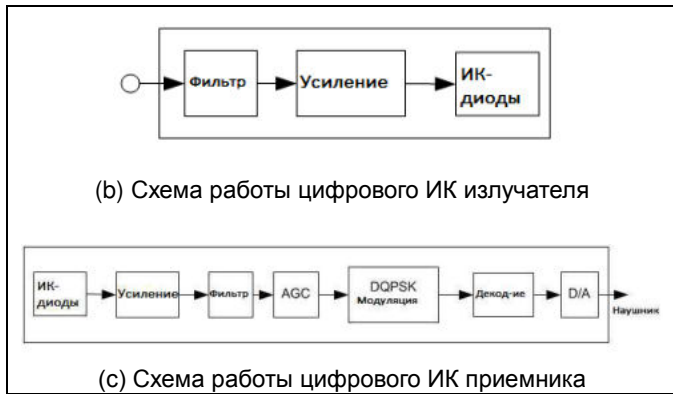 Фильтр
Усиление
ИК-
диоды
(b) Схема работы цифрового ИК излучателя
ИК-
диоды
Усиление
Фильтр
AGC
DQPSK
Модуляция
Декод-ие
D/A
Наушник
(c) Схема работы цифрового ИК приемника